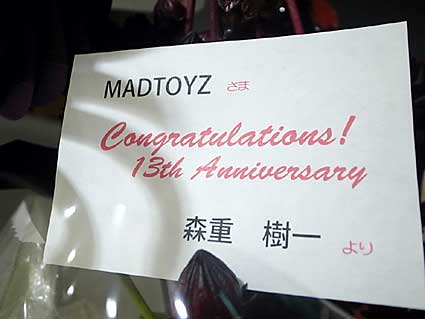 MADTOYZ さま
Congratulations!
13th Anniversary
森重 樹一 より